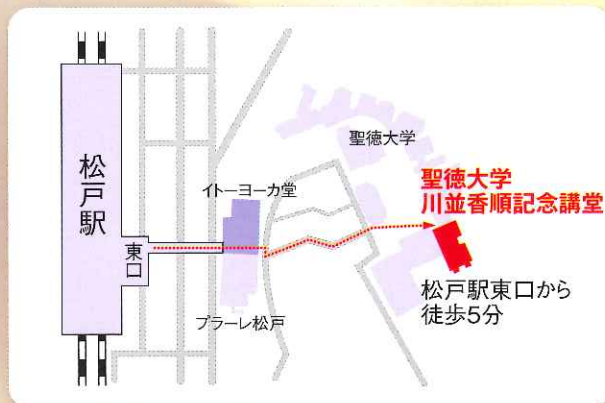 松戸駅
東口
イトーヨーカ堂
プラーレ松戸
聖徳大学
聖徳大学
川並香順記念講堂
松戸駅東口から
徒歩5分